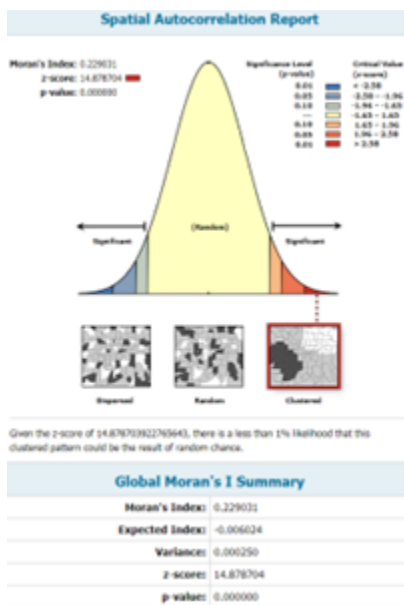 Spatial Autocorrelation Report
Moran's Index: 0.229031
z-score: 14.878704
p-value: 0.000000
Significance Level
(p-value)
Critical Value
(z-score)
0.01 < -2.58
0.05 -2.58 - -1.96
0.10 -1.96 - -1.65
--- -1.65 - 1.65
0.10 1.65 - 1.96
0.05 1.96 - 2.58
0.01 > 2.58
Significant
(Random)
Significant
Dispersed
Random
Clustered
Given the z-score of 14.878703922765643, there is a less than 1% likelihood that this
clustered pattern could be the result of random chance.
Global Moran's I Summary
Moran's Index: 0.229031
Expected Index: -0.006024
Variance: 0.000250
z-score: 14.878704
p-value: 0.000000